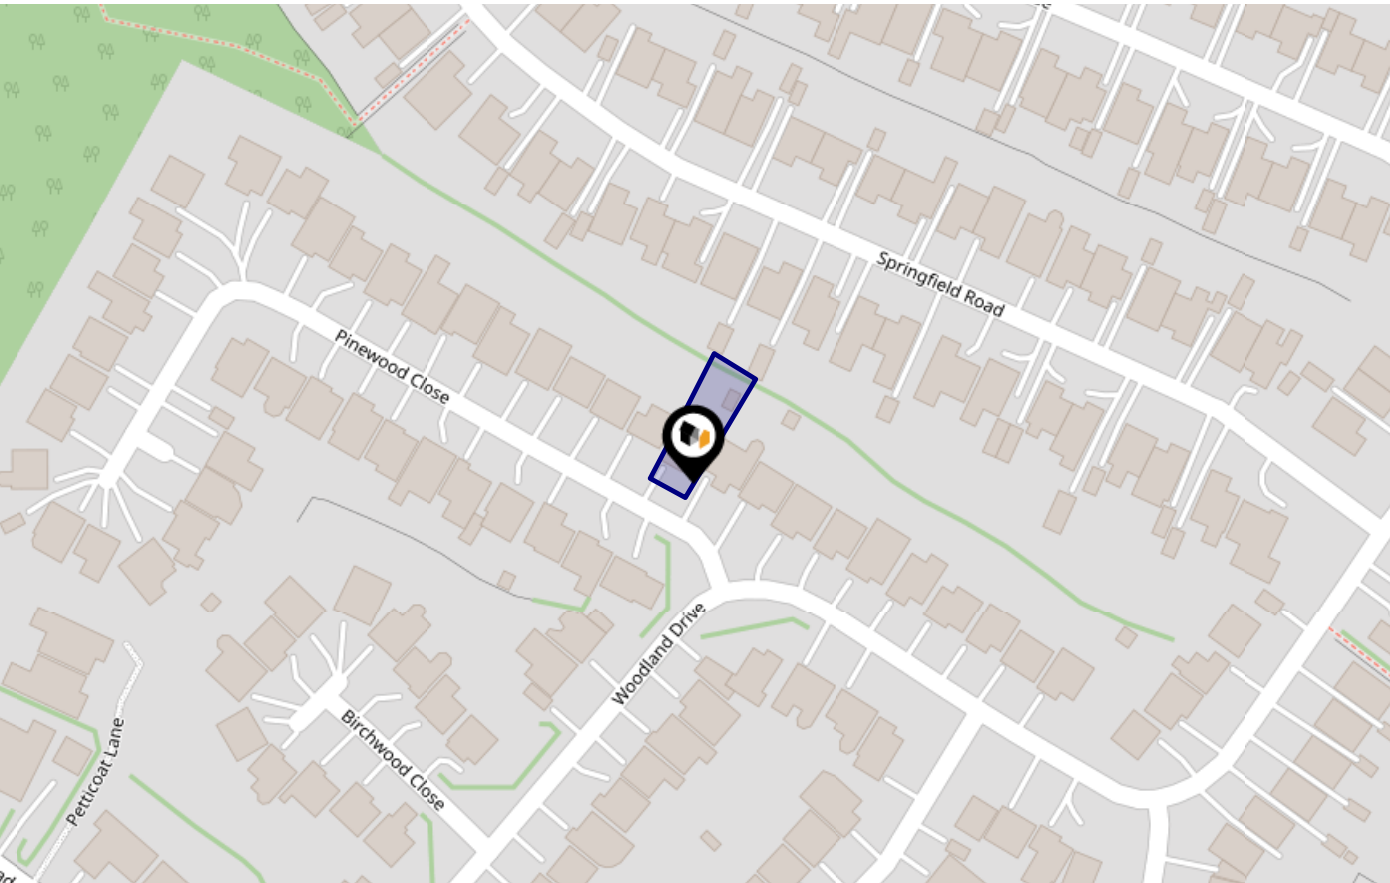 Springfield Road
Pinewood Close
Woodland Drive
Birchwood Close
Petticoat Lane